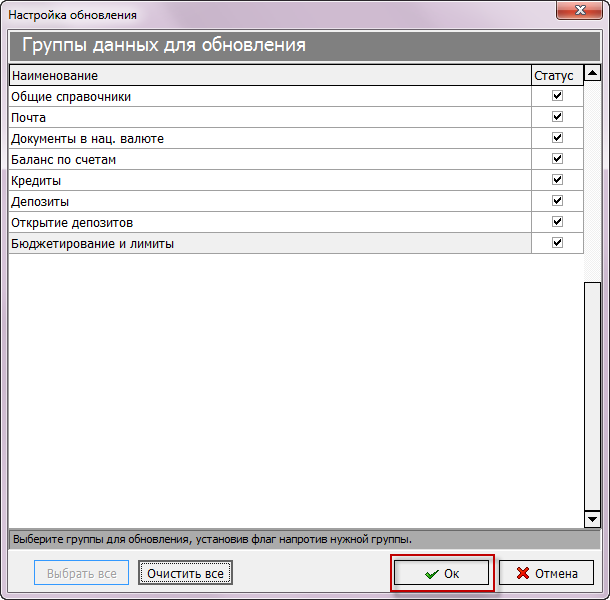 Настройка обновления
Группы данных для обновления
Наименование Статус
Общие справочники
Почта
Документы в нац. валюте
Баланс по счетам
Кредиты
Депозиты
Открытие депозитов
Бюджетирование и лимиты
Выберите группы для обновления, установив флаг напротив нужной группы.
Выбрать все Очистить все Ок Отмена